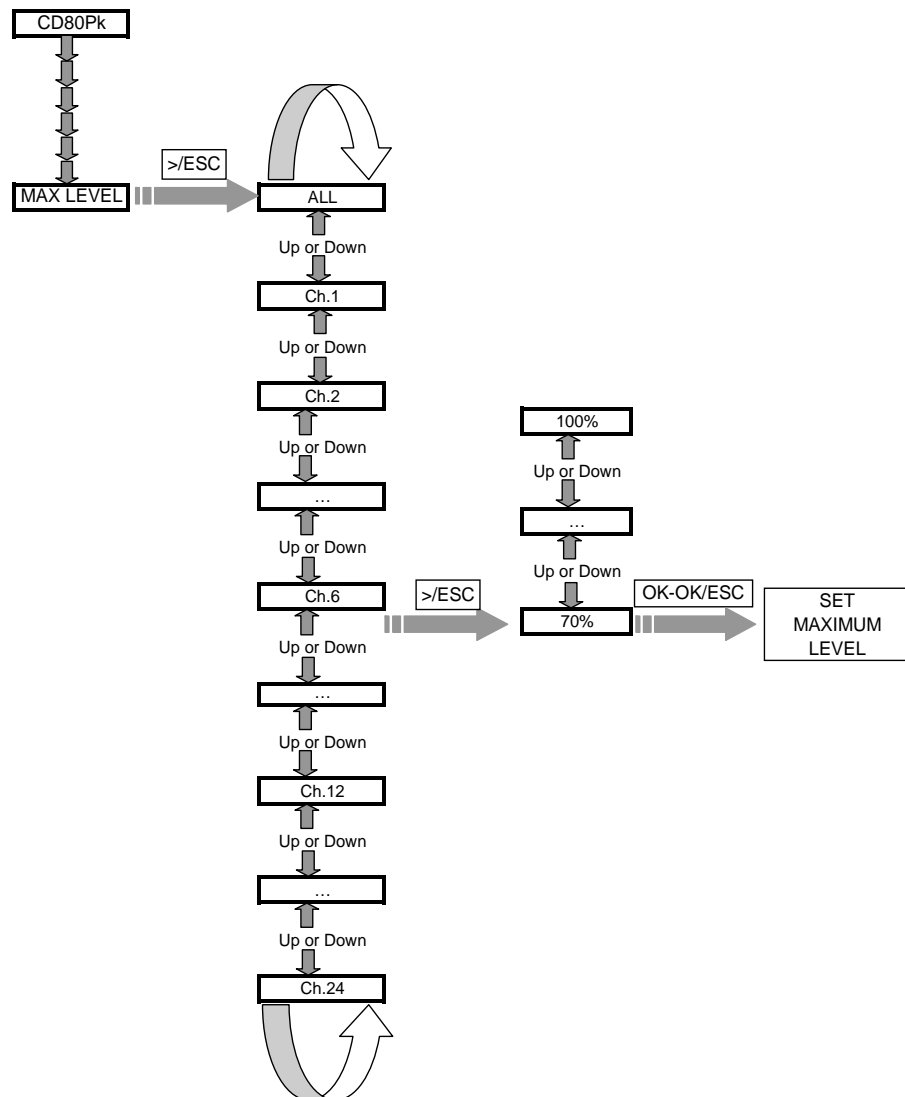 CD80Pk
>/ESC
MAX LEVEL
ALL
Up or Down
Ch.1
Up or Down
Ch.2
Up or Down
…
Up or Down
Ch.6
Up or Down
…
Up or Down
Ch.12
Up or Down
…
Up or Down
Ch.24
>/ESC
100%
Up or Down
…
Up or Down
70%
OK-OK/ESC
SET
MAXIMUM
LEVEL